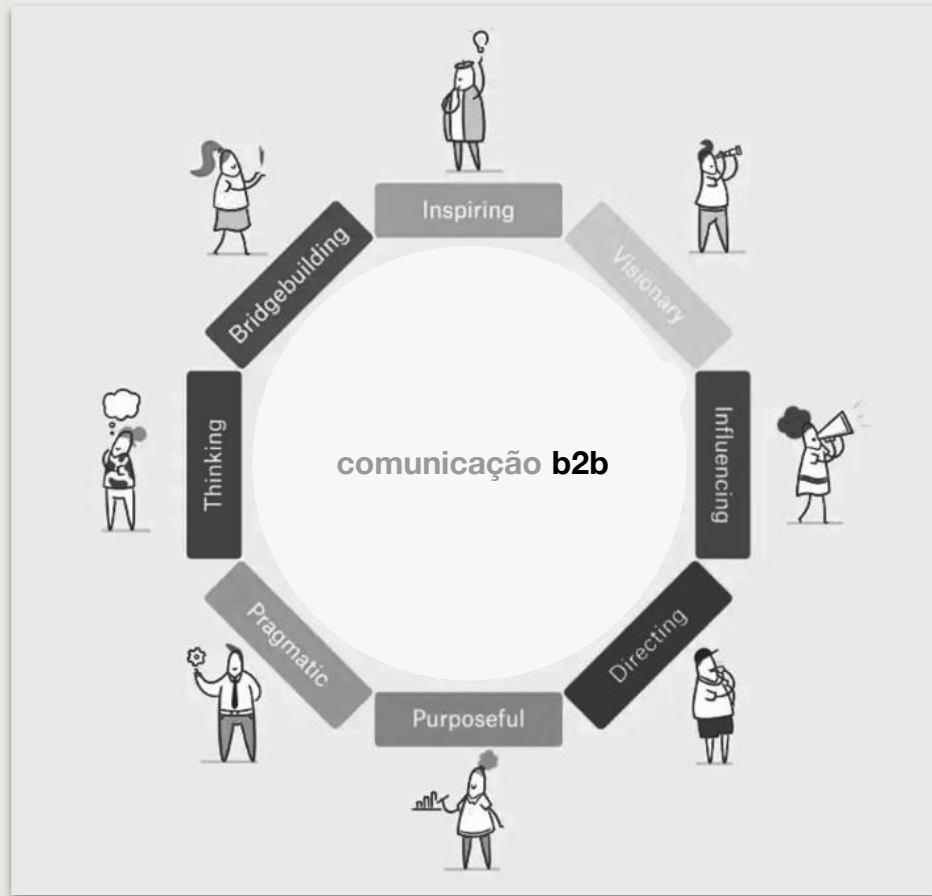 Inspiring
Visionary
Influencing
Directing
Purposeful
Pragmatic
Thinking
Bridgebuilding
comunicação b2b